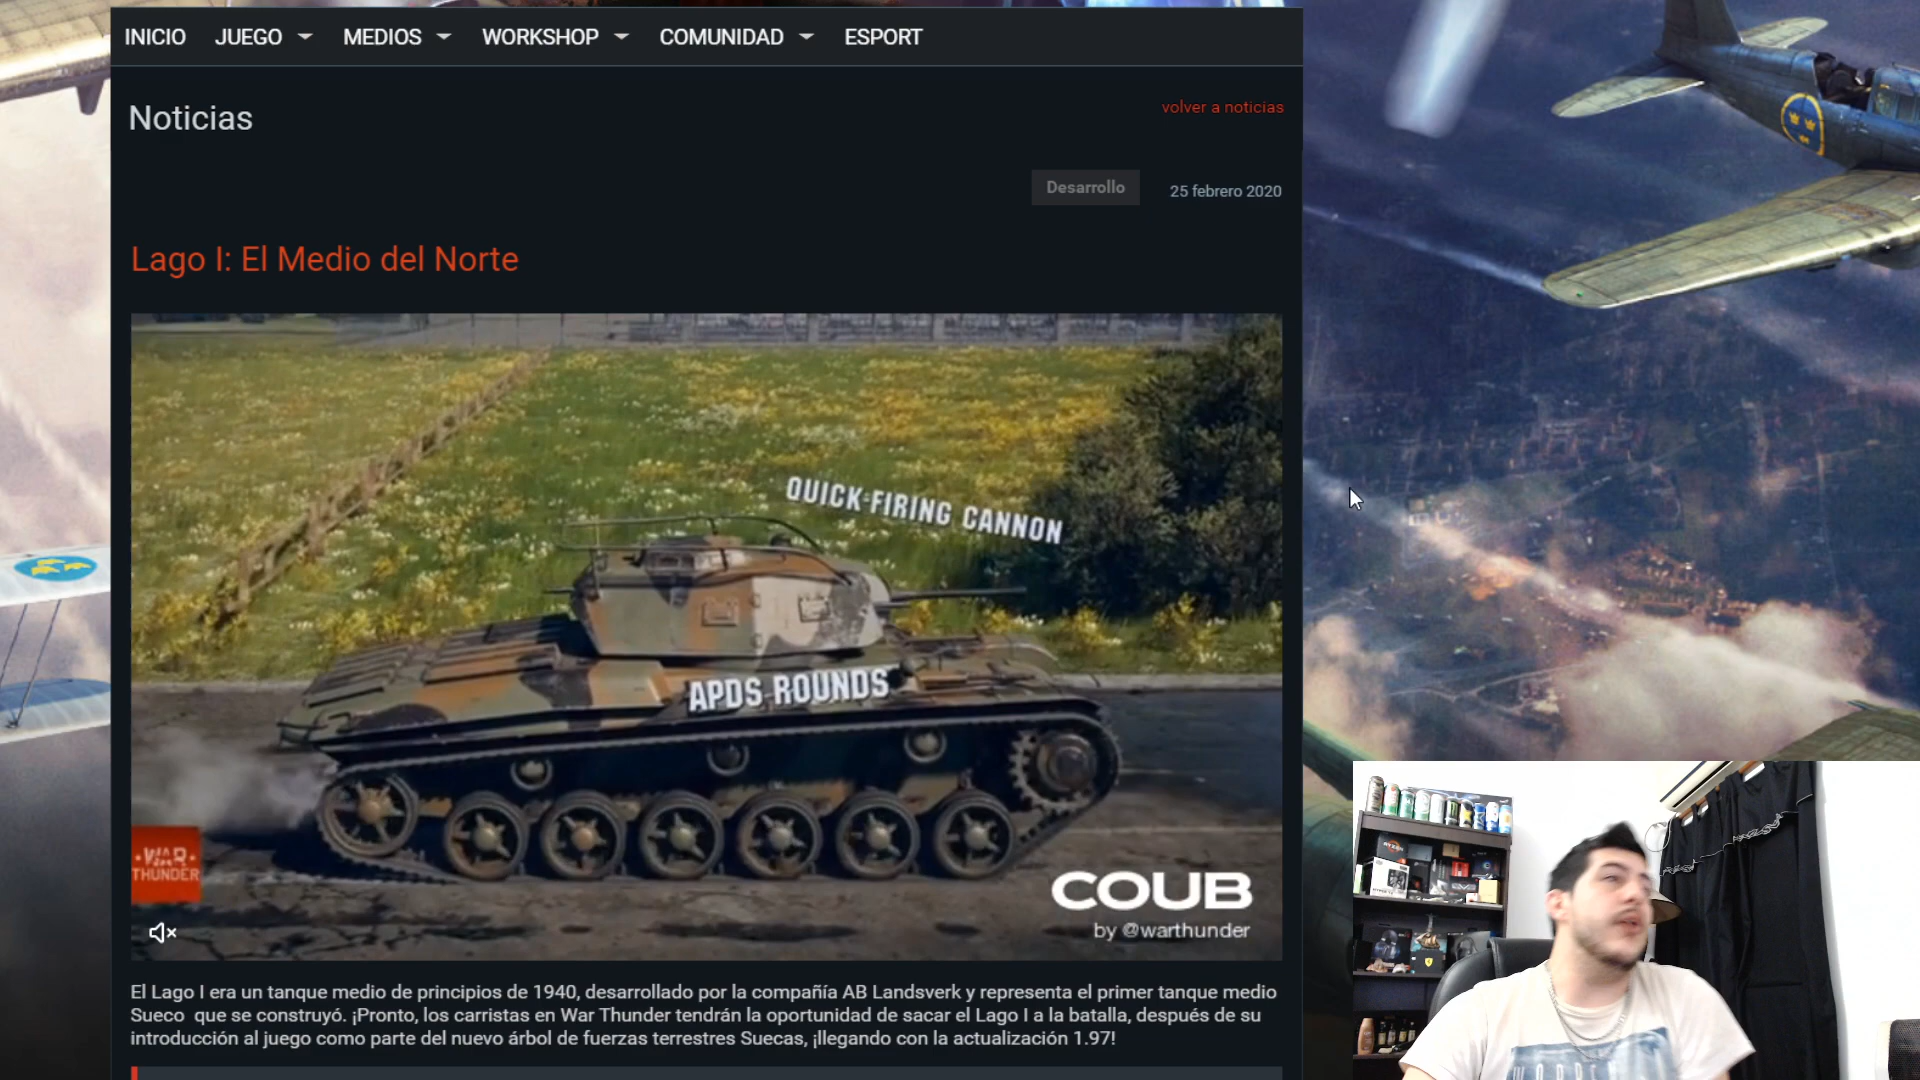 INICIO JUEGO MEDIOS WORKSHOP COMUNIDAD ESPORT
Noticias
volver a noticias
Desarrollo
25 febrero 2020
Lago I: El Medio del Norte
QUICK-FIRING CANNON
APDS ROUNDS
WAR
THUNDER
COUB
by @warthunder
El Lago I era un tanque medio de principios de 1940, desarrollado por la compañía AB Landsverk y representa el primer tanque medio
Sueco que se construyó. ¡Pronto, los carristas en War Thunder tendrán la oportunidad de sacar el Lago I a la batalla, después de su
introducción al juego como parte del nuevo árbol de fuerzas terrestres Suecas, ¡llegando con la actualización 1.97!